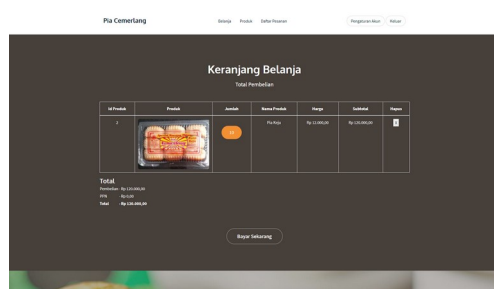 Pia Cemerlang
Belanja Produk Daftar Pesanan
Pengaturan Akun Keluar
Keranjang Belanja
Total Pembelian
Id Produk Produk Jumlah Nama Produk Harga Subtotal Hapus
Pia Keju Rp 12.000,00 Rp 120.000,00
Total
Pembelian : Rp 120.000,00
PPN : Rp 0,00
Total : Rp 120.000,00
Bayar Sekarang